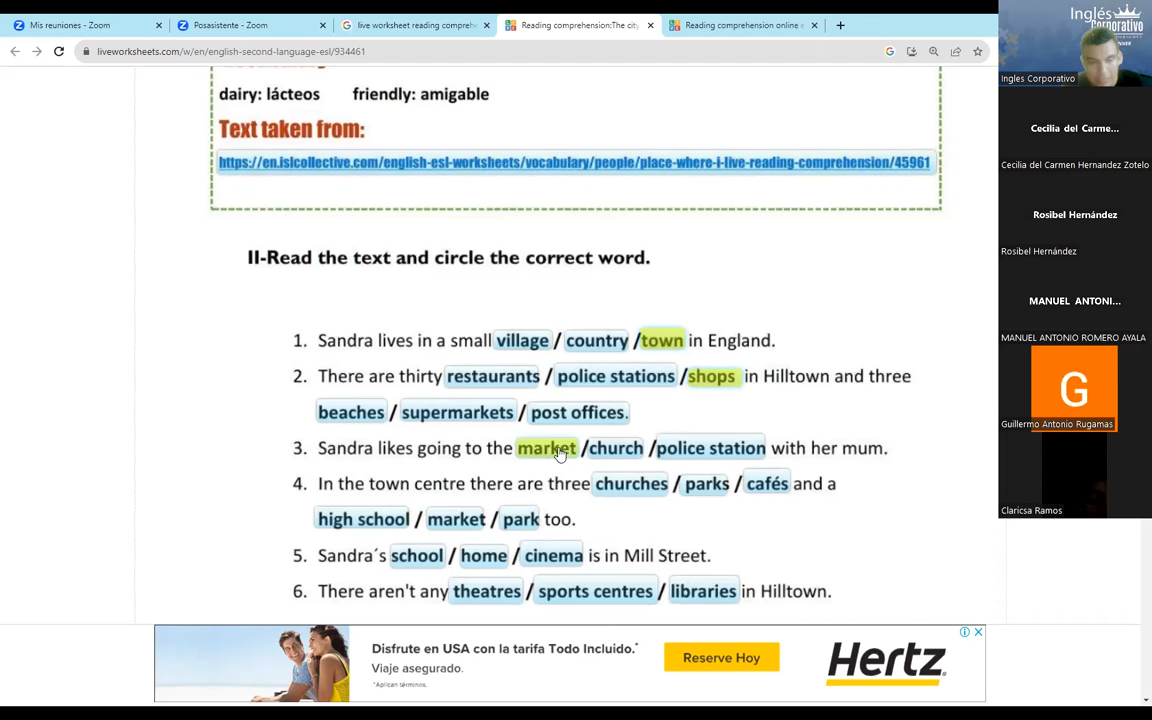 Mis reuniones - Zoom
Posasistente - Zoom
live worksheet reading compreh
Reading comprehension:The city
Reading comprehension online e
liveworksheets.com/w/en/english-second-language-esl/934461
dairy: lácteos friendly: amigable
Text taken from:
https://en.islcollective.com/english-esl-worksheets/vocabulary/people/place-where-i-live-reading-comprehension/45961
II-Read the text and circle the correct word.
1. Sandra lives in a small village / country /town in England.
2. There are thirty restaurants / police stations /shops in Hilltown and three
beaches / supermarkets / post offices.
3. Sandra likes going to the market /church /police station with her mum.
4. In the town centre there are three churches / parks / cafés and a
high school / market / park too.
5. Sandra´s school / home / cinema is in Mill Street.
6. There aren't any theatres / sports centres / libraries in Hilltown.
Disfrute en USA con la tarifa Todo Incluido.*
Viaje asegurado.
*Aplican términos.
Reserve Hoy
Hertz
Inglés
Corporativo
Ingles Corporativo
Cecilia del Carme...
Cecilia del Carmen Hernandez Zotelo
Rosibel Hernández
Rosibel Hernández
MANUEL ANTONI...
MANUEL ANTONIO ROMERO AYALA
G
Guillermo Antonio Rugamas
Claricsa Ramos